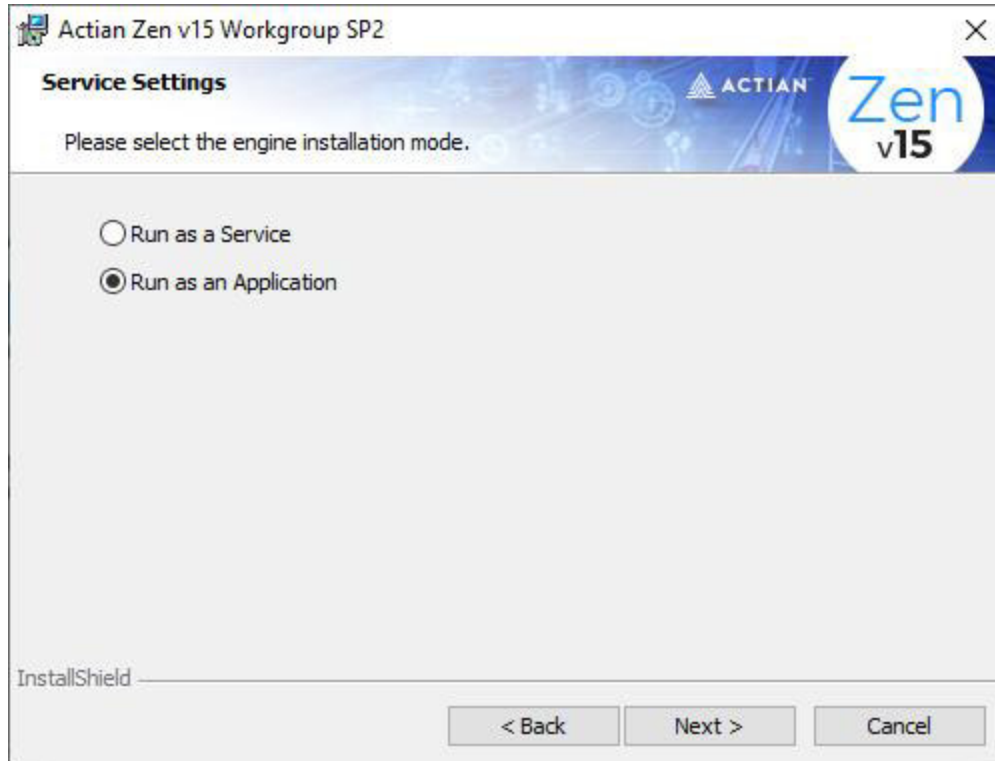 Actian Zen v15 Workgroup SP2
Service Settings
ACTIAN
Zen
v15
Please select the engine installation mode.
Run as a Service
Run as an Application
InstallShield
< Back
Next >
Cancel